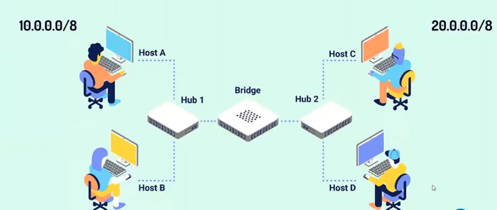 10.0.0.0/8
20.0.0.0/8
Host A
Host C
Hub 1
Bridge
Hub 2
Host B
Host D